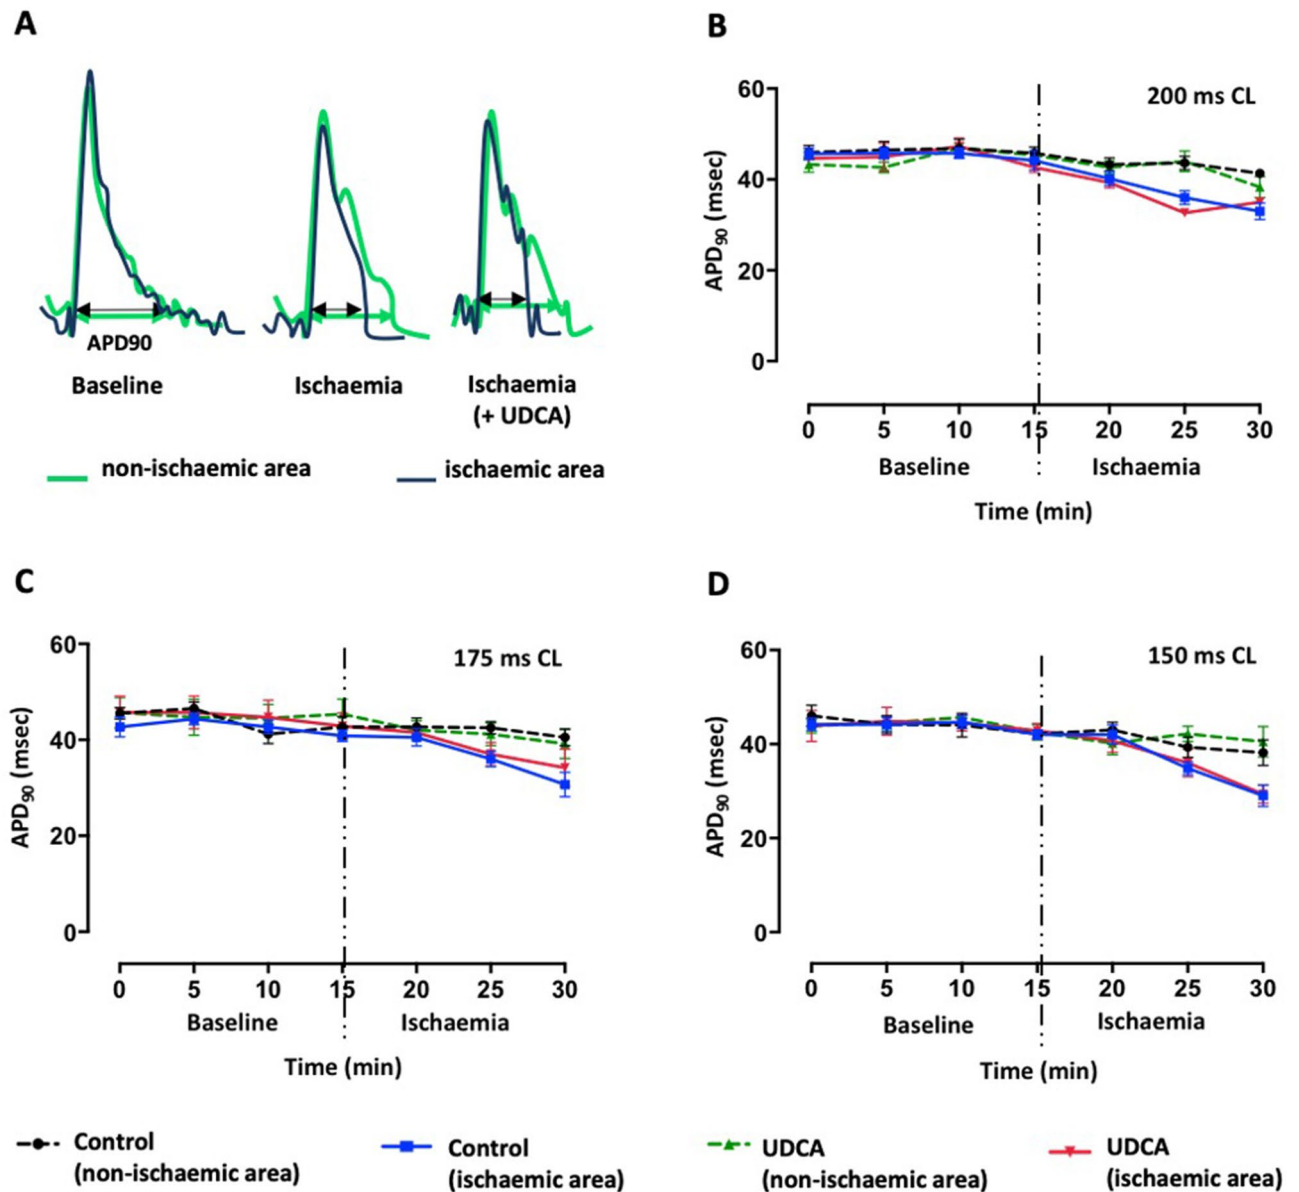 A
APD90
Baseline
Ischaemia
Ischaemia
(+ UDCA)
non-ischaemic area
ischaemic area
B
200 ms CL
APD90 (msec)
60
40
20
0
0 5 10 15 20 25 30
Baseline Ischaemia
Time (min)
C
175 ms CL
APD90 (msec)
60
40
20
0
0 5 10 15 20 25 30
Baseline Ischaemia
Time (min)
D
150 ms CL
APD90 (msec)
60
40
20
0
0 5 10 15 20 25 30
Baseline Ischaemia
Time (min)
Control
(non-ischaemic area)
Control
(ischaemic area)
UDCA
(non-ischaemic area)
UDCA
(ischaemic area)